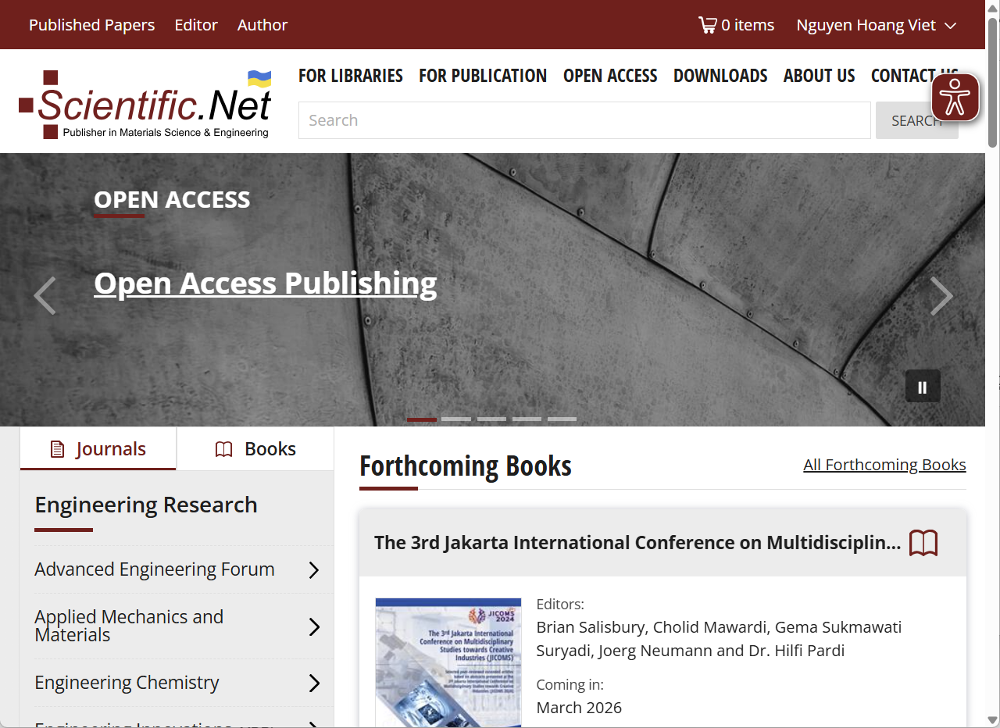 Published Papers Editor Author 0 items Nguyen Hoang Viet
FOR LIBRARIES FOR PUBLICATION OPEN ACCESS DOWNLOADS ABOUT US CONTACT US
Scientific.Net
Publisher in Materials Science & Engineering
Search SEARCH
OPEN ACCESS
Open Access Publishing
Journals Books
Forthcoming Books All Forthcoming Books
Engineering Research
The 3rd Jakarta International Conference on Multidisciplin...
Advanced Engineering Forum
Applied Mechanics and
Materials
Engineering Chemistry
JICOMS
2024
The 3rd Jakarta International
Conference on Multidisciplinary
Studies towards Creative
Industries (JICOMS)
Editors:
Brian Salisbury, Cholid Mawardi, Gema Sukmawati
Suryadi, Joerg Neumann and Dr. Hilfi Pardi
Coming in:
March 2026